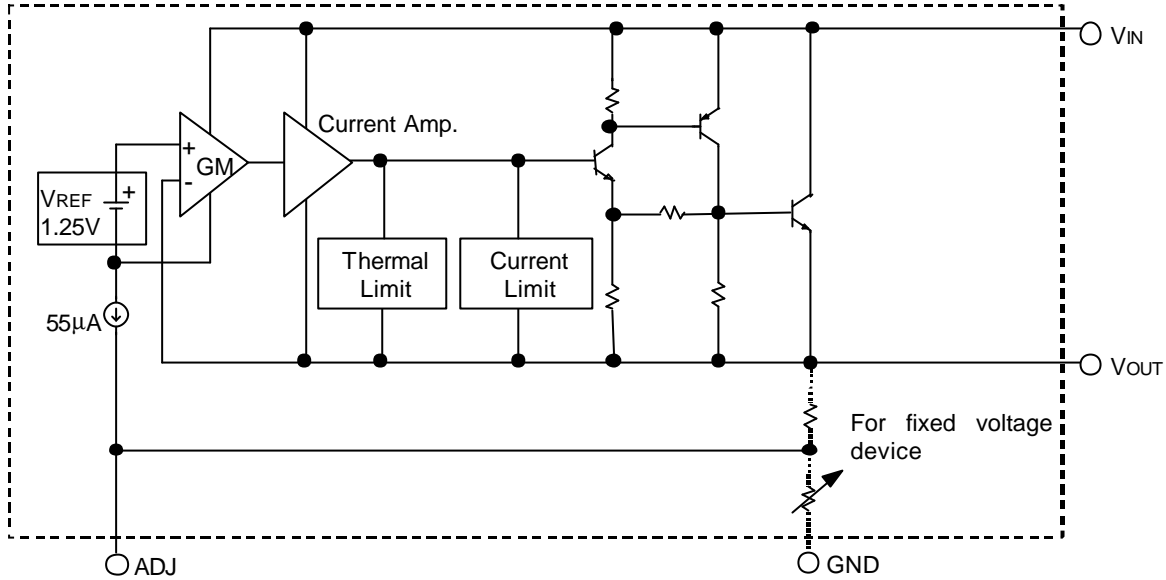 VIN
Current Amp.
+
GM
-
+
VREF
1.25V
Thermal
Limit
Current
Limit
55μA
VOUT
For fixed voltage
device
ADJ
GND